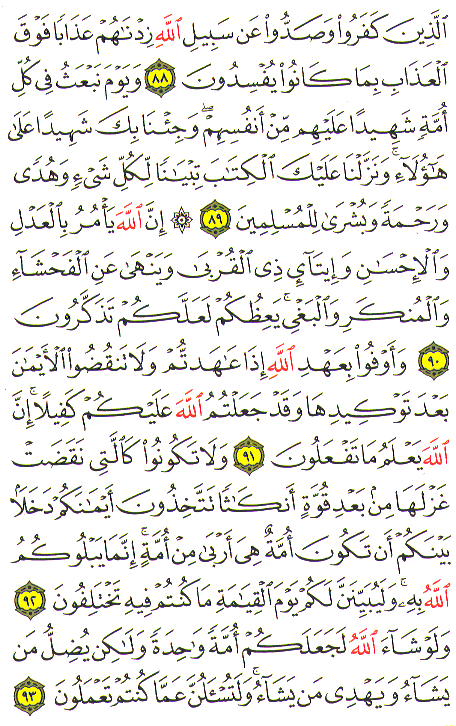 ٱلَّذِينَ كَفَرُوا۟ وَصَدُّوا۟ عَن سَبِيلِ ٱللَّهِ زِدْنَـٰهُمْ عَذَابًا فَوْقَ
ٱلْعَذَابِ بِمَا كَانُوا۟ يُفْسِدُونَ ٨٨ وَيَوْمَ نَبْعَثُ فِى كُلِّ
أُمَّةٍ شَهِيدًا عَلَيْهِم مِّنْ أَنفُسِهِمْ ۖ وَجِئْنَا بِكَ شَهِيدًا عَلَىٰ
هَـٰٓؤُلَآءِ ۚ وَنَزَّلْنَا عَلَيْكَ ٱلْكِتَـٰبَ تِبْيَـٰنًا لِّكُلِّ شَىْءٍ وَهُدًى
وَرَحْمَةً وَبُشْرَىٰ لِلْمُسْلِمِينَ ٨٩ ۞ إِنَّ ٱللَّهَ يَأْمُرُ بِٱلْعَدْلِ
وَٱلْإِحْسَـٰنِ وَإِيتَآئِ ذِى ٱلْقُرْبَىٰ وَيَنْهَىٰ عَنِ ٱلْفَحْشَآءِ
وَٱلْمُنكَرِ وَٱلْبَغْىِ ۚ يَعِظُكُمْ لَعَلَّكُمْ تَذَكَّرُونَ
٩٠ وَأَوْفُوا۟ بِعَهْدِ ٱللَّهِ إِذَا عَـٰهَدتُّمْ وَلَا تَنقُضُوا۟ ٱلْأَيْمَـٰنَ
بَعْدَ تَوْكِيدِهَا وَقَدْ جَعَلْتُمُ ٱللَّهَ عَلَيْكُمْ كَفِيلًا ۚ إِنَّ
ٱللَّهَ يَعْلَمُ مَا تَفْعَلُونَ ٩١ وَلَا تَكُونُوا۟ كَٱلَّتِى نَقَضَتْ
غَزْلَهَا مِنۢ بَعْدِ قُوَّةٍ أَنكَـٰثًا تَتَّخِذُونَ أَيْمَـٰنَكُمْ دَخَلًۢا
بَيْنَكُمْ أَن تَكُونَ أُمَّةٌ هِىَ أَرْبَىٰ مِنْ أُمَّةٍ ۚ إِنَّمَا يَبْلُوكُمُ
ٱللَّهُ بِهِۦ ۚ وَلَيُبَيِّنَنَّ لَكُمْ يَوْمَ ٱلْقِيَـٰمَةِ مَا كُنتُمْ فِيهِ تَخْتَلِفُونَ ٩٢
وَلَوْ شَآءَ ٱللَّهُ لَجَعَلَكُمْ أُمَّةً وَٰحِدَةً وَلَـٰكِن يُضِلُّ مَن
يَشَآءُ وَيَهْدِى مَن يَشَآءُ ۚ وَلَتُسْـَٔلُنَّ عَمَّا كُنتُمْ تَعْمَلُونَ ٩٣